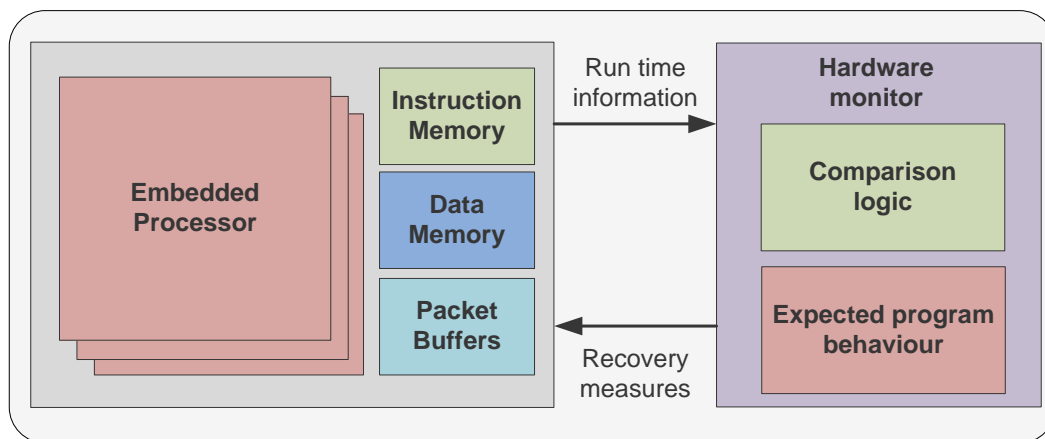 Embedded
Processor
Instruction
Memory
Data
Memory
Packet
Buffers
Run time
information
Recovery
measures
Hardware
monitor
Comparison
logic
Expected program
behaviour